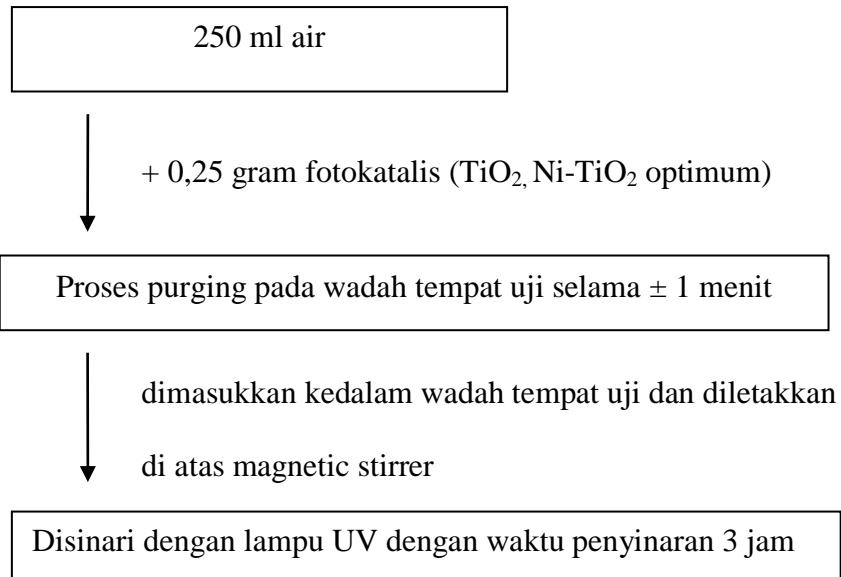 250 ml air
+ 0,25 gram fotokatalis (TiO₂, Ni-TiO₂ optimum)
Proses purging pada wadah tempat uji selama ± 1 menit
dimasukkan kedalam wadah tempat uji dan diletakkan
di atas magnetic stirrer
Disinari dengan lampu UV dengan waktu penyinaran 3 jam